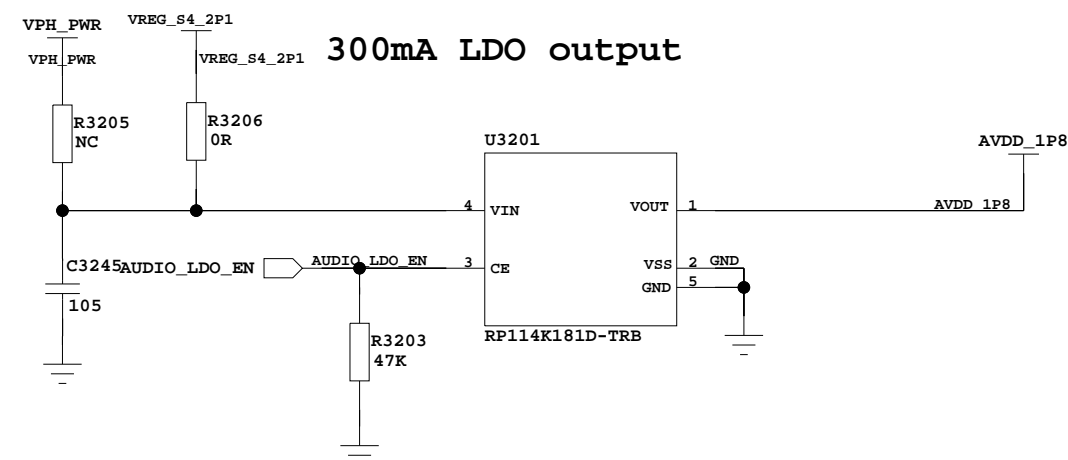 VPH_PWR
VREG_S4_2P1
300mA LDO output
VPH_PWR
VREG_S4_2P1
R3205
NC
R3206
0R
U3201
AVDD_1P8
4
VIN
VOUT
1
AVDD_1P8
C3245
AUDIO_LDO_EN
AUDIO_LDO_EN
3
CE
VSS
2
GND
GND
5
105
RP114K181D-TRB
R3203
47K